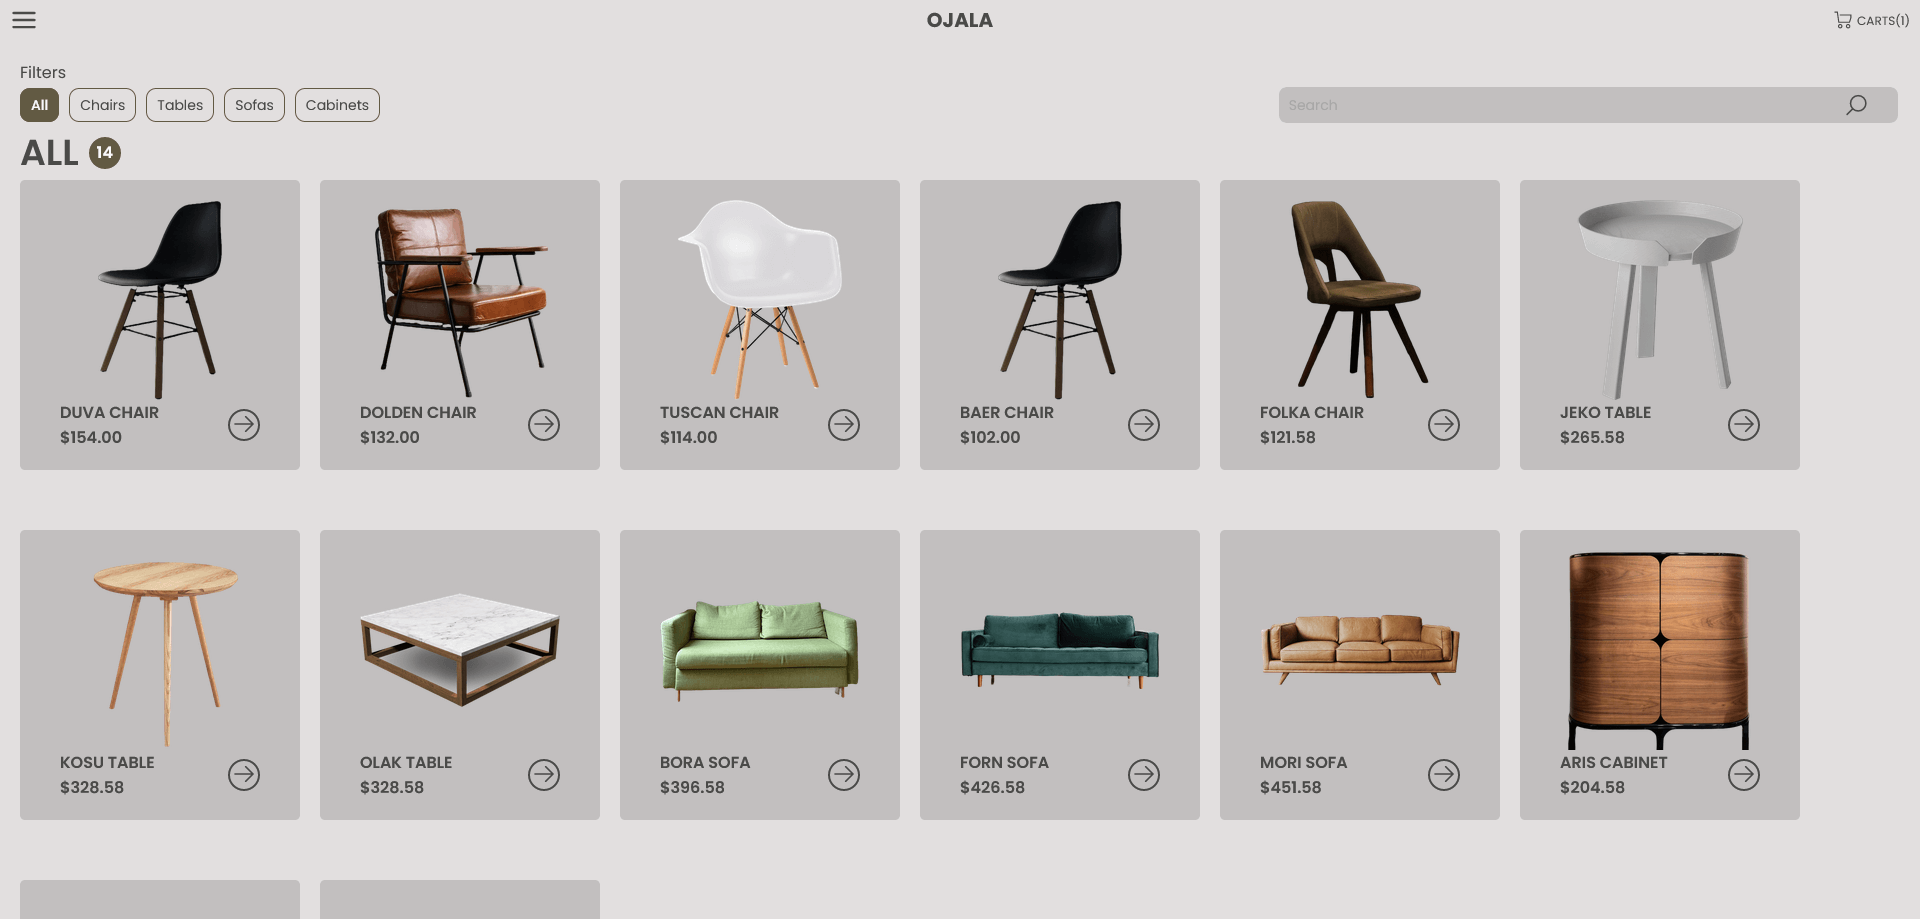 OJALA
CARTS(1)
Filters
All
Chairs
Tables
Sofas
Cabinets
Search
ALL
14
DUVA CHAIR
$154.00
DOLDEN CHAIR
$132.00
TUSCAN CHAIR
$114.00
BAER CHAIR
$102.00
FOLKA CHAIR
$121.58
JEKO TABLE
$265.58
KOSU TABLE
$328.58
OLAK TABLE
$328.58
BORA SOFA
$396.58
FORN SOFA
$426.58
MORI SOFA
$451.58
ARIS CABINET
$204.58